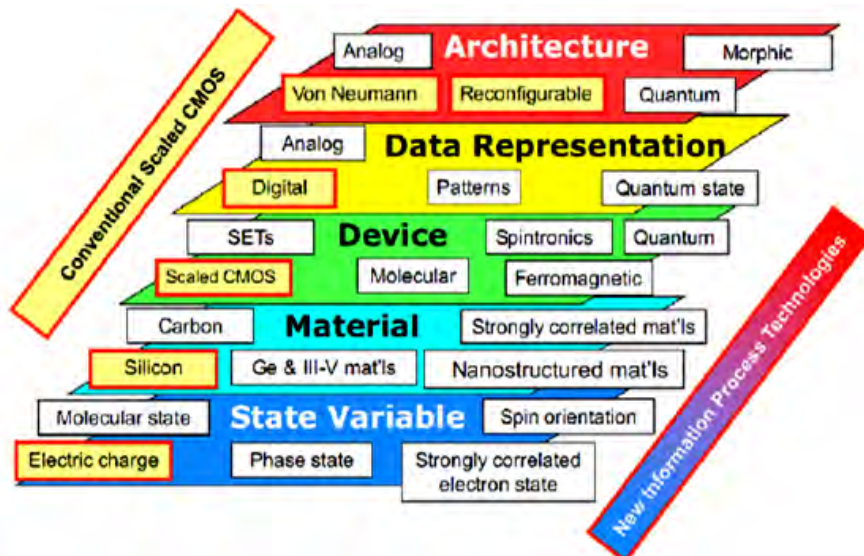 Conventional Scaled CMOS
Analog
Architecture
Morphic
Von Neumann
Reconfigurable
Quantum
Analog
Data Representation
Digital
Patterns
Quantum state
SETs
Device
Spintronics
Quantum
Scaled CMOS
Molecular
Ferromagnetic
Carbon
Material
Strongly correlated mat'ls
Silicon
Ge & III-V mat'ls
Nanostructured mat'ls
Molecular state
State Variable
Spin orientation
Electric charge
Phase state
Strongly correlated
electron state
New Information Process Technologies